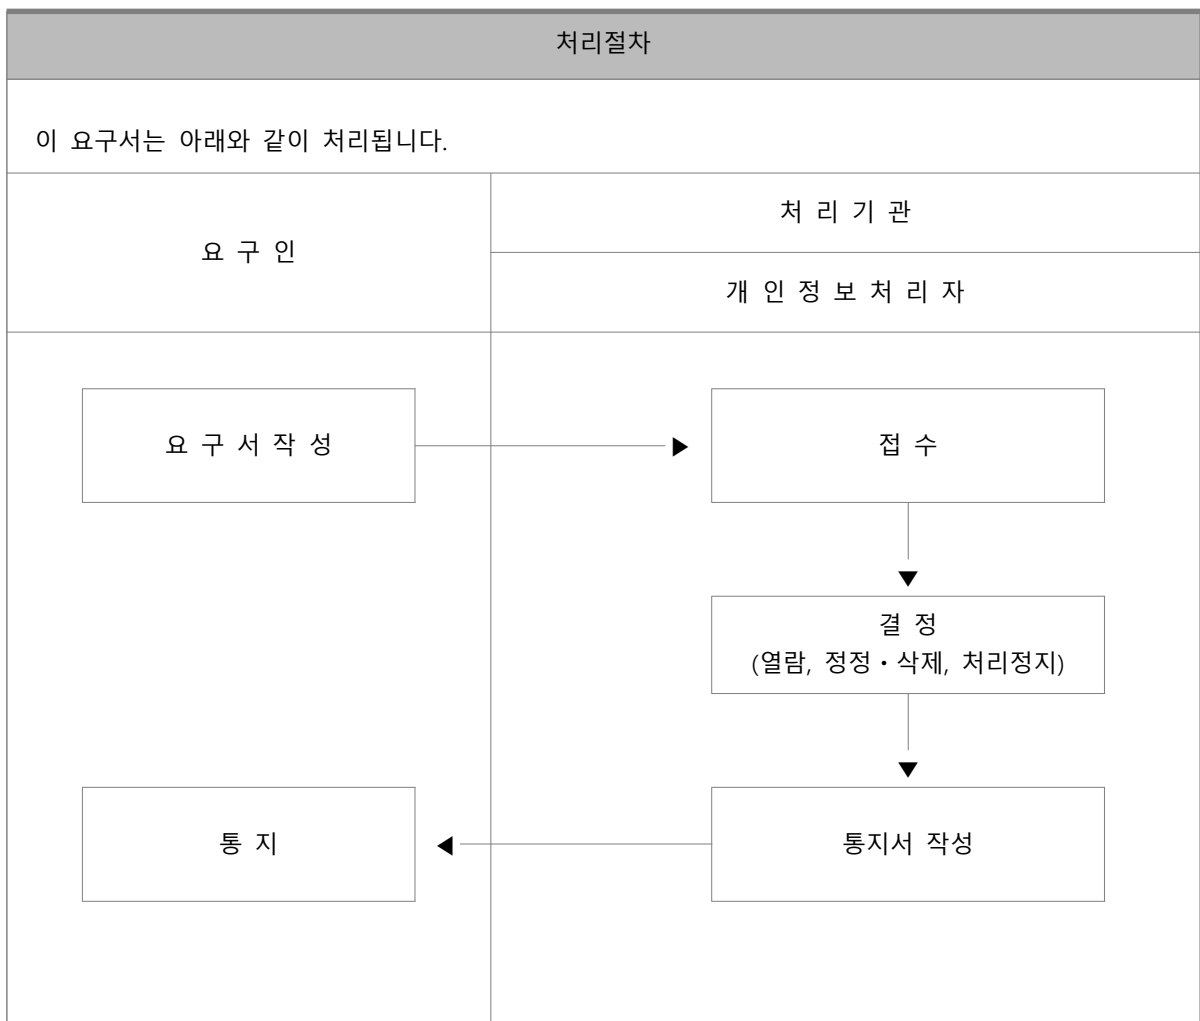 처리절차
이 요구서는 아래와 같이 처리됩니다.
요 구 인
처 리 기 관
개 인 정 보 처 리 자
요 구 서 작 성
접 수
결 정
(열람, 정정・삭제, 처리정지)
통 지
통지서 작성